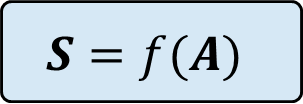 S = f(A)